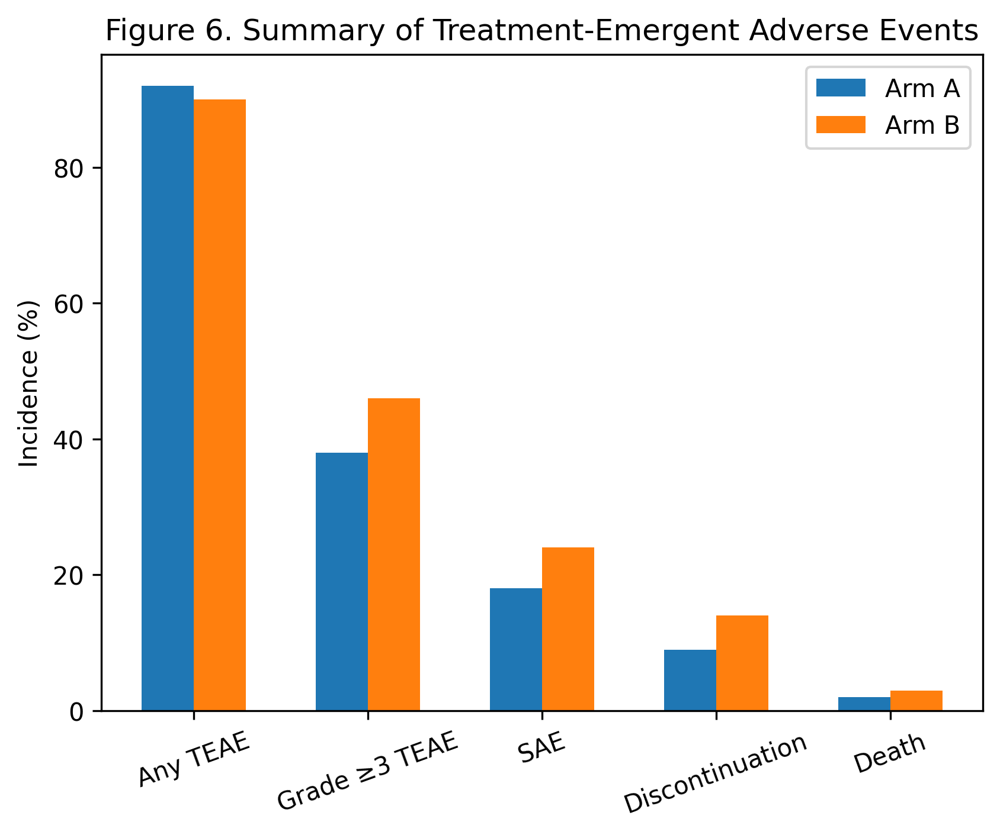 Figure 6. Summary of Treatment-Emergent Adverse Events
Arm A
Arm B
Incidence (%)
80
60
40
20
0
Any TEAE
Grade ≥3 TEAE
SAE
Discontinuation
Death